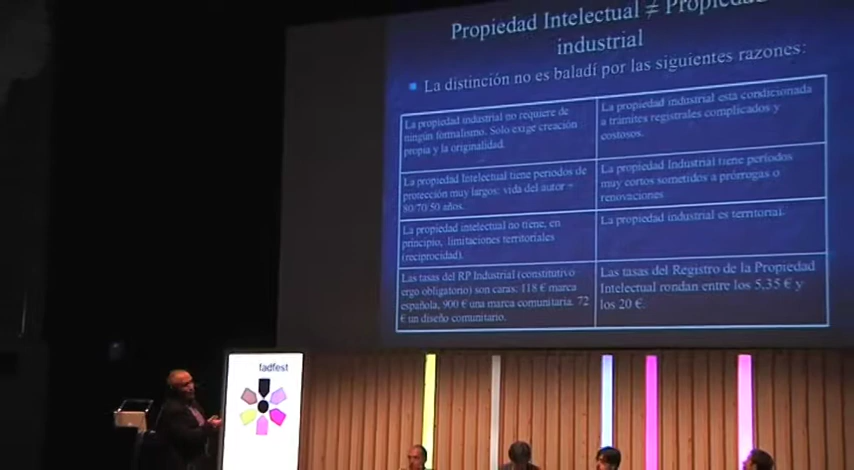 Propiedad Intelectual ≠ Propiedad
industrial
La distinción no es baladí por las siguientes razones:
La propiedad industrial no requiere de
ningún formalismo. Solo exige creación
propia y la originalidad.
La propiedad industrial está condicionada
a trámites registrales complicados y
costosos.
La propiedad Intelectual tiene periodos de
protección muy largos: vida del autor +
80/70/50 años.
La propiedad Industrial tiene períodos
muy cortos sometidos a prórrogas o
renovaciones
La propiedad intelectual no tiene, en
principio, limitaciones territoriales
(reciprocidad).
La propiedad industrial es territorial.
Las tasas del RP Industrial (constitutivo
ergo obligatorio) son caras: 118 € marca
española, 900 € una marca comunitaria. 72
€ un diseño comunitario.
Las tasas del Registro de la Propiedad
Intelectual rondan entre los 5,35 € y
los 20 €.
fadfest